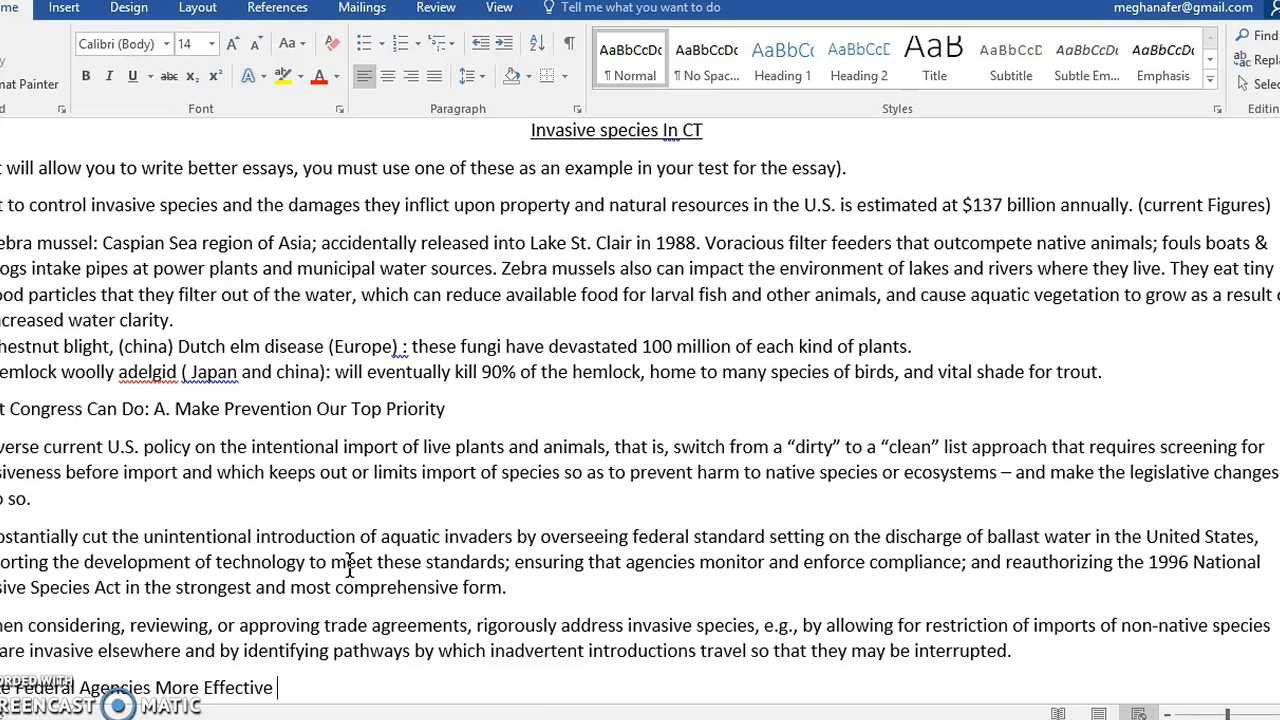 Insert Design Layout References Mailings Review View Tell me what you want to do meghanafer@gmail.com
Calibri (Body) 14 Aa
AaBbCcDc AaBbCcDc AaBbCc AaBbCcE AaB AaBbCcD AaBbCcDc AaBbCcDc Find
B I U abc x₂ x² A A
¶ Normal ¶ No Spac... Heading 1 Heading 2 Title Subtitle Subtle Em... Emphasis
at Painter
Font Paragraph Styles
Invasive species In CT
will allow you to write better essays, you must use one of these as an example in your test for the essay).
to control invasive species and the damages they inflict upon property and natural resources in the U.S. is estimated at $137 billion annually. (current Figures)
ebra mussel: Caspian Sea region of Asia; accidentally released into Lake St. Clair in 1988. Voracious filter feeders that outcompete native animals; fouls boats &
ogs intake pipes at power plants and municipal water sources. Zebra mussels also can impact the environment of lakes and rivers where they live. They eat tiny
ood particles that they filter out of the water, which can reduce available food for larval fish and other animals, and cause aquatic vegetation to grow as a result
ncreased water clarity.
hestnut blight, (china) Dutch elm disease (Europe) : these fungi have devastated 100 million of each kind of plants.
emlock woolly adelgid ( Japan and china): will eventually kill 90% of the hemlock, home to many species of birds, and vital shade for trout.
t Congress Can Do: A. Make Prevention Our Top Priority
verse current U.S. policy on the intentional import of live plants and animals, that is, switch from a “dirty” to a “clean” list approach that requires screening for
siveness before import and which keeps out or limits import of species so as to prevent harm to native species or ecosystems – and make the legislative changes
o so.
bstantially cut the unintentional introduction of aquatic invaders by overseeing federal standard setting on the discharge of ballast water in the United States,
orting the development of technology to meet these standards; ensuring that agencies monitor and enforce compliance; and reauthorizing the 1996 National
sive Species Act in the strongest and most comprehensive form.
hen considering, reviewing, or approving trade agreements, rigorously address invasive species, e.g., by allowing for restriction of imports of non-native species
are invasive elsewhere and by identifying pathways by which inadvertent introductions travel so that they may be interrupted.
e Federal Agencies More Effective
ORDED WITH
REENCAST MATIC